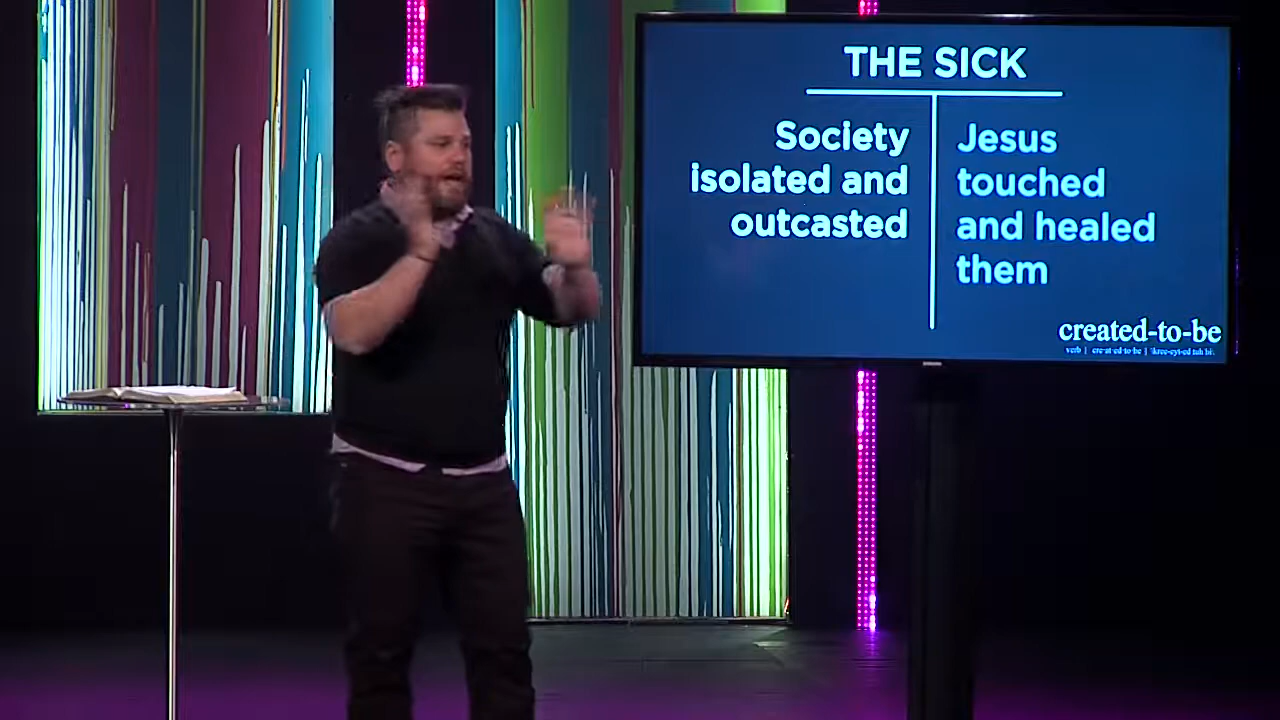 THE SICK
Society
isolated and
outcasted
Jesus
touched
and healed
them
created-to-be